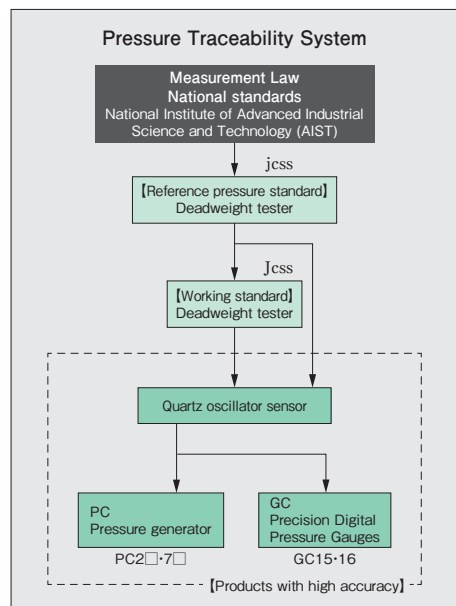 Pressure Traceability System
Measurement Law
National standards
National Institute of Advanced Industrial
Science and Technology (AIST)
jcss
【Reference pressure standard】
Deadweight tester
Jcss
【Working standard】
Deadweight tester
Quartz oscillator sensor
PC
Pressure generator
GC
Precision Digital
Pressure Gauges
PC2□・7□
GC15・16
【Products with high accuracy】